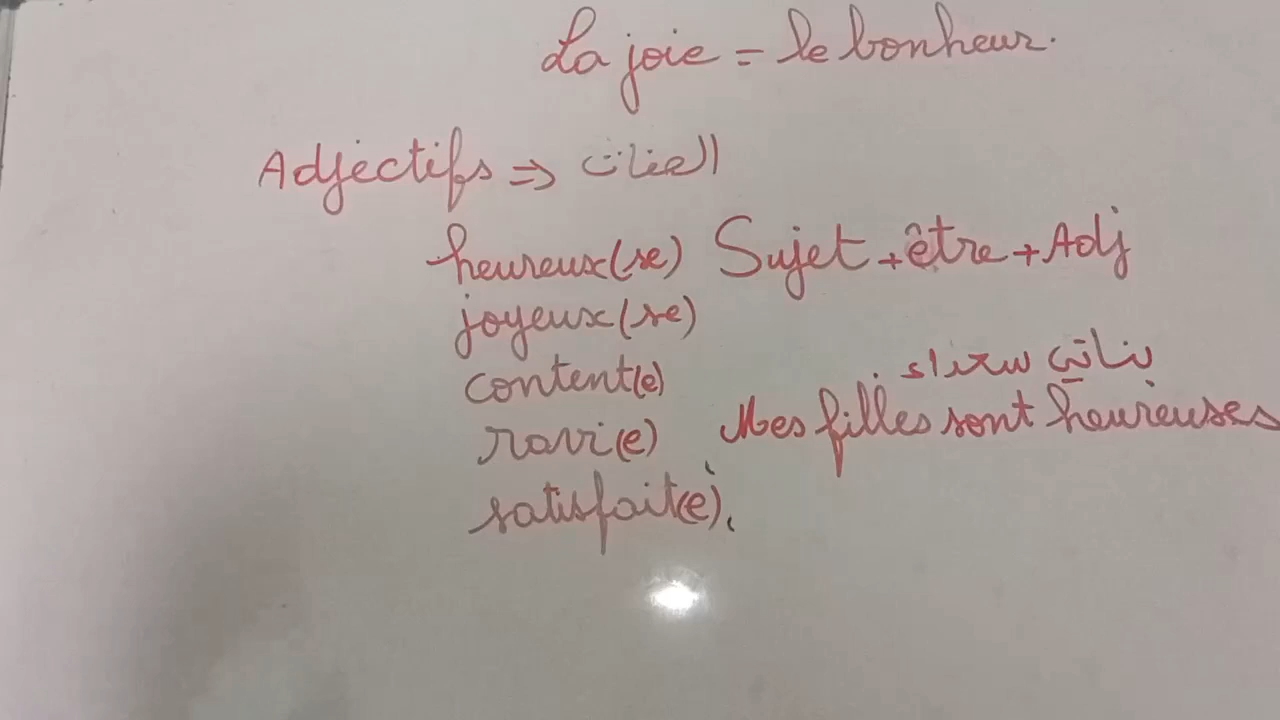 La joie = le bonheur.
Adjectifs => الصفات
heureux(se) Sujet + être + Adj
joyeux(se)
content(e)
بناتي سعداء
ravi(e) Mes filles sont heureuses
satisfait(e).